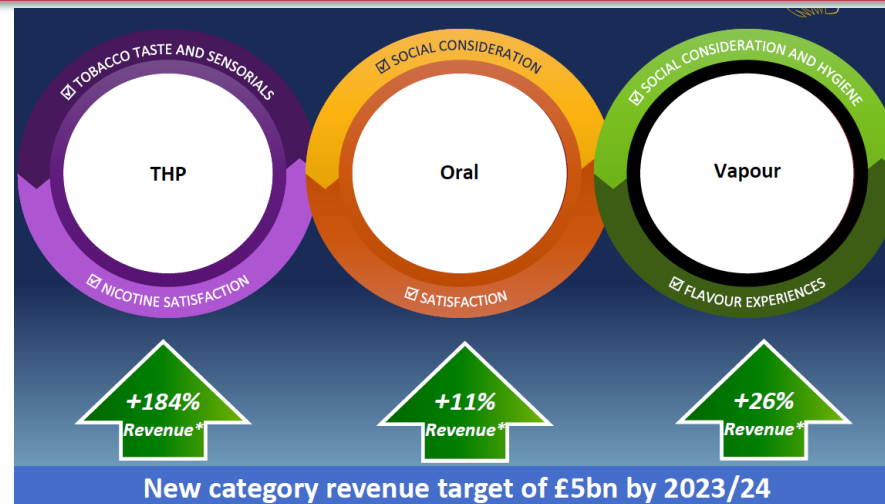 ☑ TOBACCO TASTE AND SENSORIALS
THP
☑ NICOTINE SATISFACTION
☑ SOCIAL CONSIDERATION
Oral
☑ SATISFACTION
☑ SOCIAL CONSIDERATION AND HYGIENE
Vapour
☑ FLAVOUR EXPERIENCES
+184%
Revenue*
+11%
Revenue*
+26%
Revenue*
New category revenue target of £5bn by 2023/24